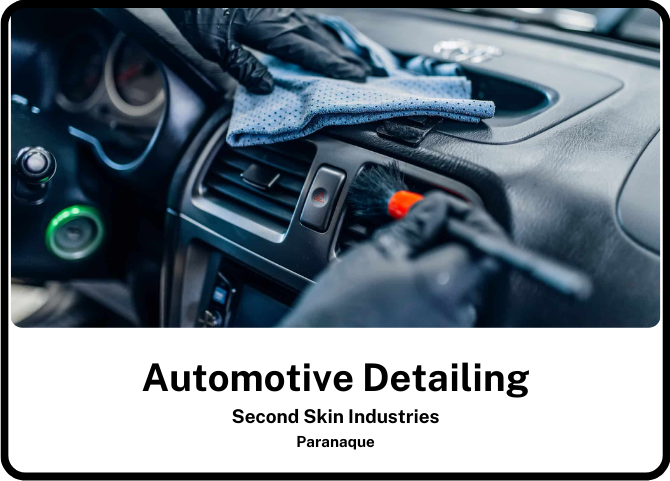 Automotive Detailing
Second Skin Industries
Paranaque